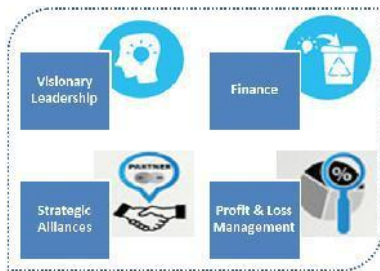 Visionary
Leadership
Finance
PARTNER
Strategic
Alliances
%
Profit & Loss
Management